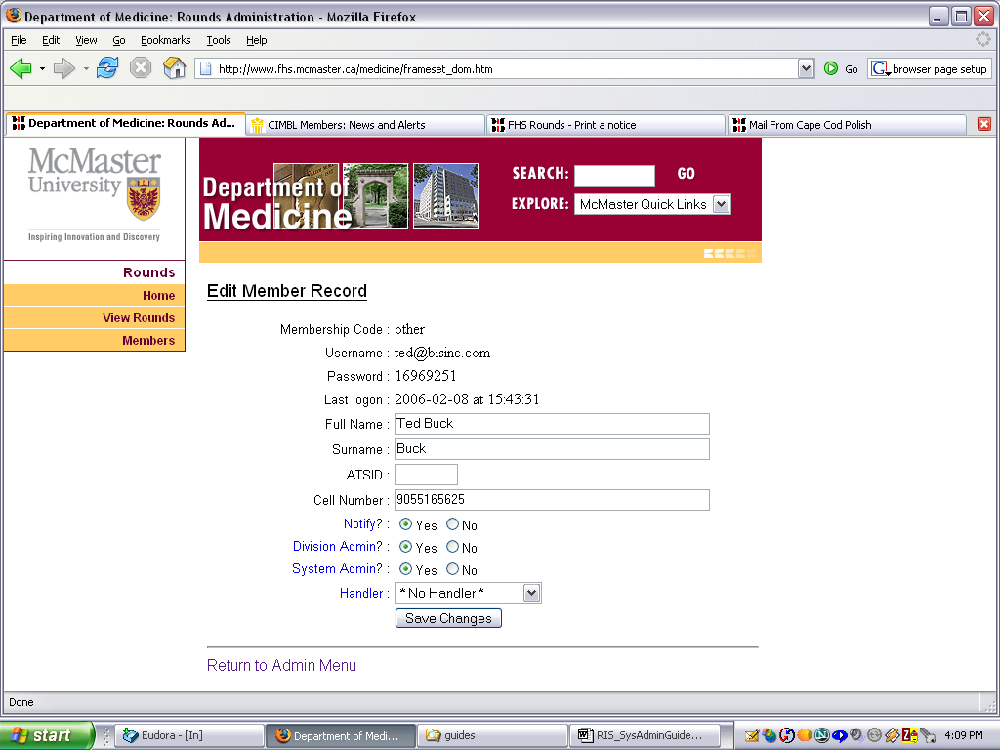 Department of Medicine: Rounds Administration - Mozilla Firefox
File Edit View Go Bookmarks Tools Help
http://www.fhs.mcmaster.ca/medicine/frameset_dom.htm Go G browser page setup
Department of Medicine: Rounds Ad... CIMBL Members: News and Alerts FHS Rounds - Print a notice Mail From Cape Cod Polish
McMaster
University
Inspiring Innovation and Discovery
Department of
Medicine
SEARCH: GO
EXPLORE: McMaster Quick Links
Rounds
Home
View Rounds
Members
Edit Member Record
Membership Code : other
Username : ted@bisinc.com
Password : 16969251
Last logon : 2006-02-08 at 15:43:31
Full Name : Ted Buck
Surname : Buck
ATSID :
Cell Number : 9055165625
Notify? : Yes No
Division Admin? : Yes No
System Admin? : Yes No
Handler : * No Handler *
Save Changes
Return to Admin Menu
Done
start Eudora - [In] Department of Medi... guides RIS_SysAdminGuide... 4:09 PM